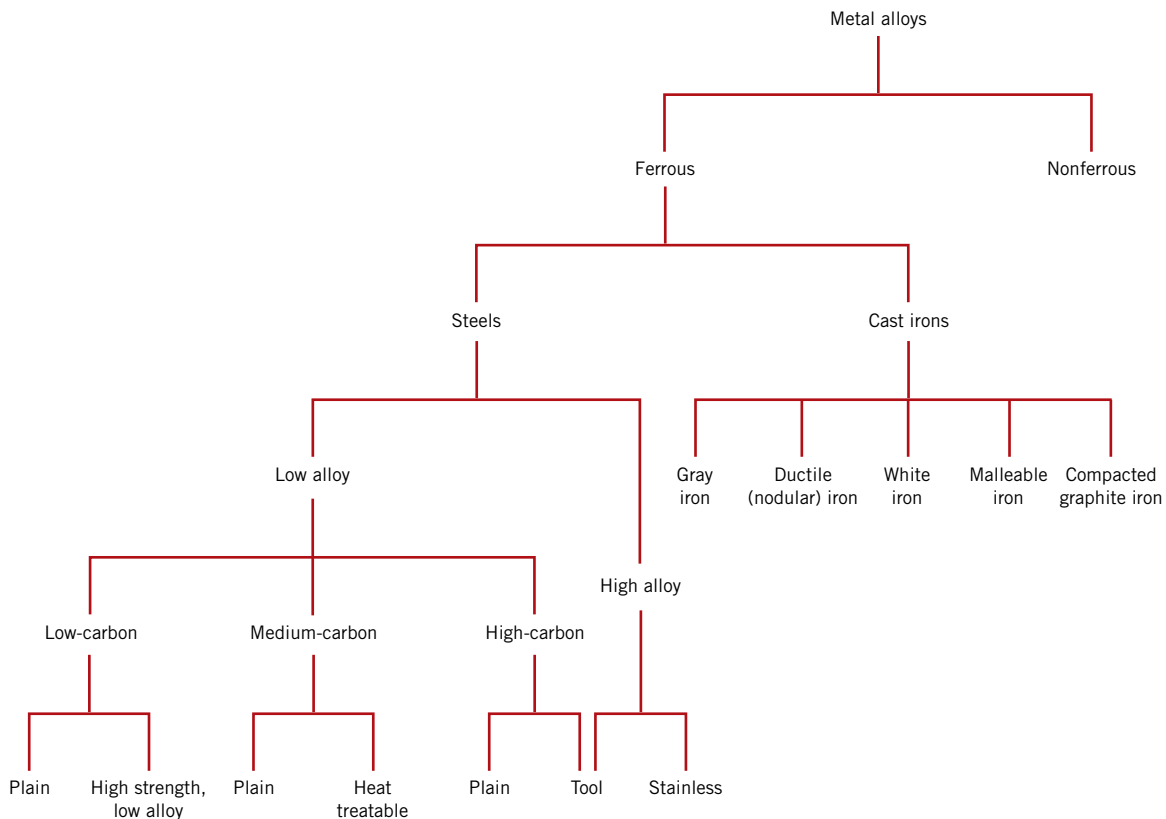 Metal alloys
Ferrous
Nonferrous
Steels
Cast irons
Low alloy
Gray
iron
Ductile
(nodular) iron
White
iron
Malleable
iron
Compacted
graphite iron
High alloy
Low-carbon
Medium-carbon
High-carbon
Plain
High strength,
low alloy
Plain
Heat
treatable
Plain
Tool
Stainless